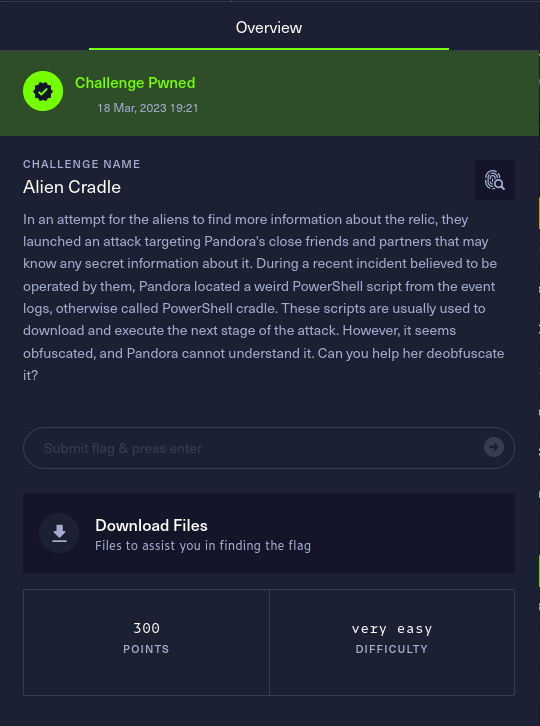 Overview
Challenge Pwned
18 Mar, 2023 19:21
CHALLENGE NAME
Alien Cradle
In an attempt for the aliens to find more information about the relic, they
launched an attack targeting Pandora's close friends and partners that may
know any secret information about it. During a recent incident believed to be
operated by them, Pandora located a weird PowerShell script from the event
logs, otherwise called PowerShell cradle. These scripts are usually used to
download and execute the next stage of the attack. However, it seems
obfuscated, and Pandora cannot understand it. Can you help her deobfuscate
it?
Submit flag & press enter
Download Files
Files to assist you in finding the flag
300
POINTS
very easy
DIFFICULTY